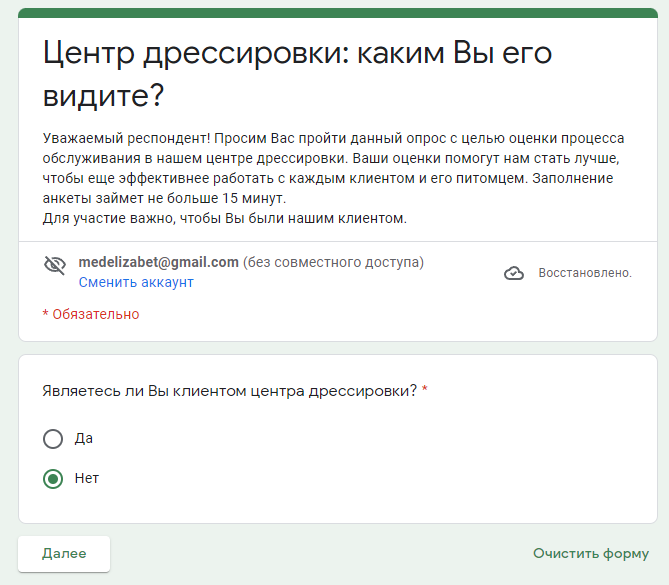 Центр дрессировки: каким Вы его
видите?
Уважаемый респондент! Просим Вас пройти данный опрос с целью оценки процесса
обслуживания в нашем центре дрессировки. Ваши оценки помогут нам стать лучше,
чтобы еще эффективнее работать с каждым клиентом и его питомцем. Заполнение
анкеты займет не больше 15 минут.
Для участие важно, чтобы Вы были нашим клиентом.
medelizabet@gmail.com (без совместного доступа)
Сменить аккаунт
Восстановлено.
* Обязательно
Являетесь ли Вы клиентом центра дрессировки? *
Да
Нет
Далее
Очистить форму